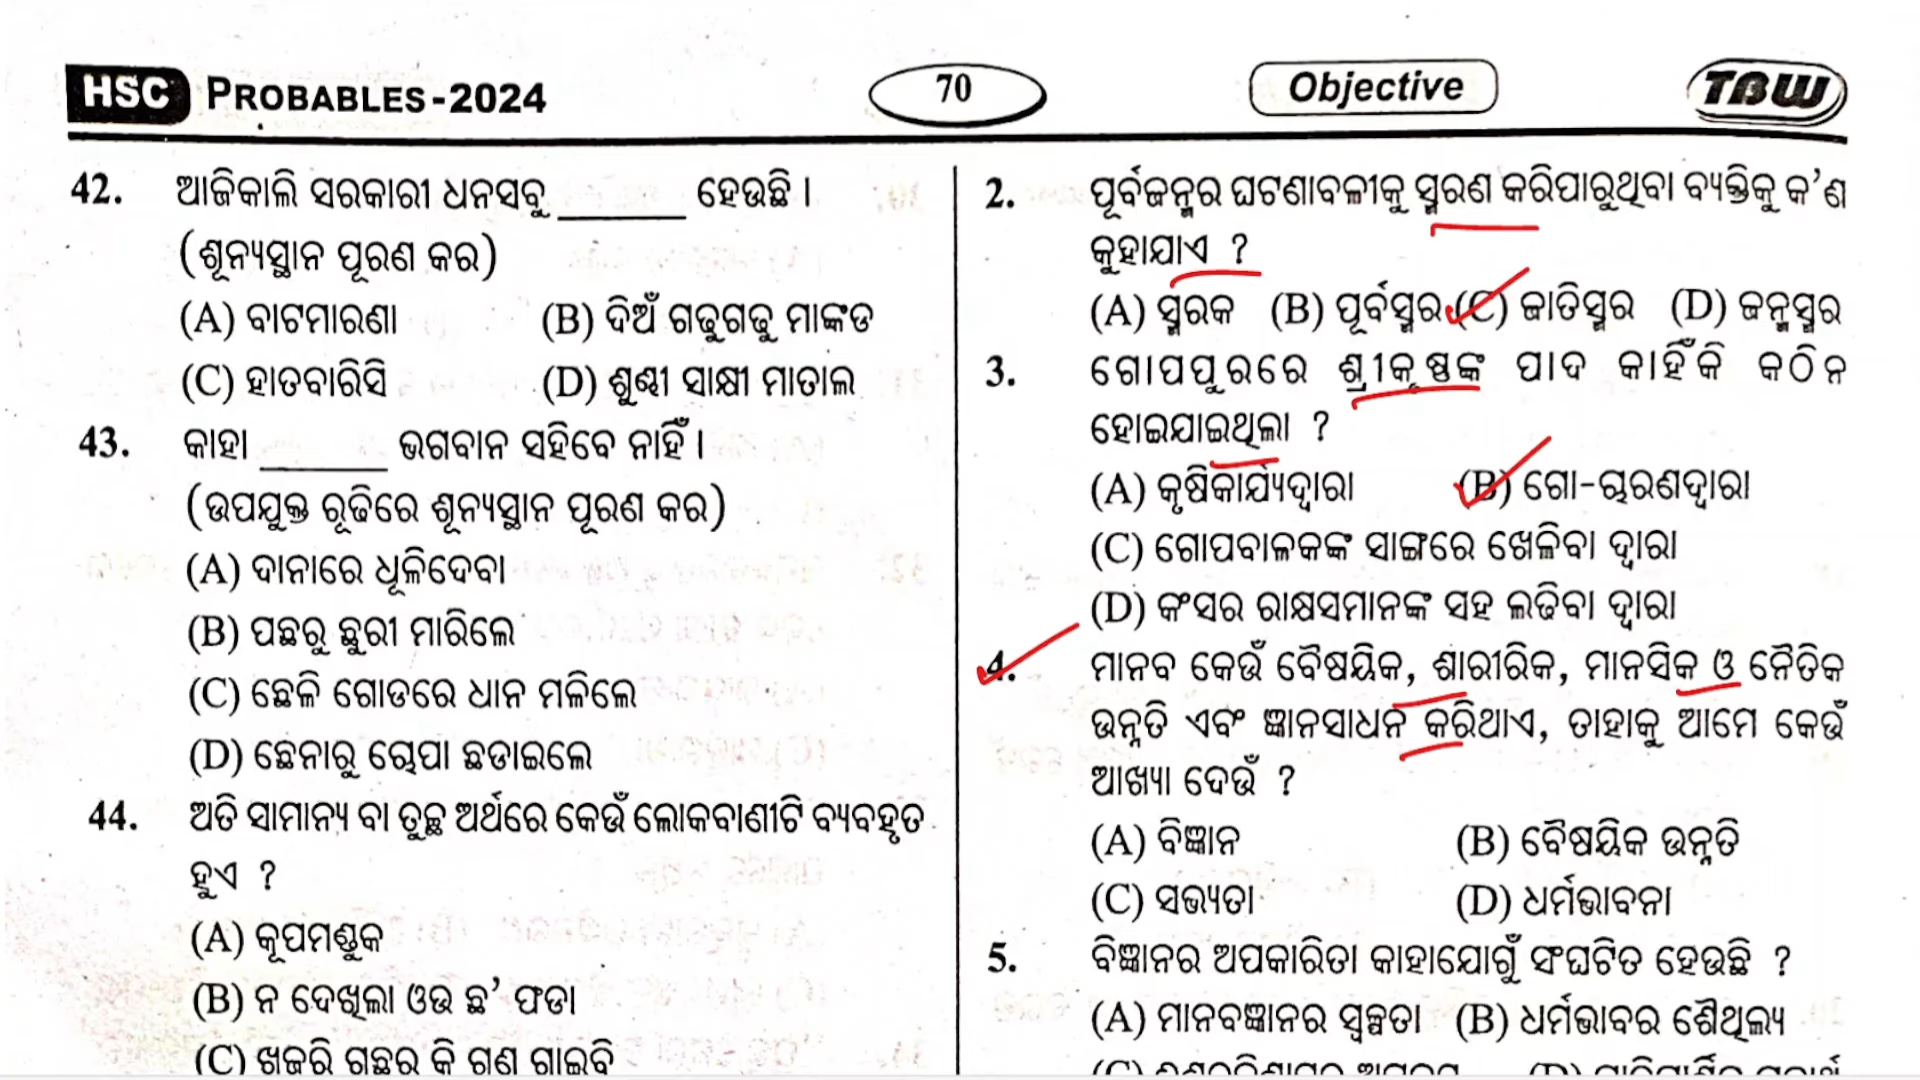 HSC PROBABLES-2024
70
Objective
TBW
42. ଆଜିକାଲି ସରକାରୀ ଧନସବୁ ______ ହେଉଛି ।
(ଶୂନ୍ୟସ୍ଥାନ ପୂରଣ କର)
(A) ବାଟମାରଣା (B) ଦିଅଁ ଗଢୁଗଢୁ ମାଙ୍କଡ
(C) ହାତବାରିସି (D) ଶୁଣ୍ଢୀ ସାକ୍ଷୀ ମାତାଲ
43. କାହା ______ ଭଗବାନ ସହିବେ ନାହିଁ ।
(ଉପଯୁକ୍ତ ରୂଢିରେ ଶୂନ୍ୟସ୍ଥାନ ପୂରଣ କର)
(A) ଦାନାରେ ଧୂଳିଦେବା
(B) ପଛରୁ ଛୁରୀ ମାରିଲେ
(C) ଛେଳି ଗୋଡରେ ଧାନ ମଳିଲେ
(D) ଛେନାରୁ ଚୋପା ଛଡାଇଲେ
44. ଅତି ସାମାନ୍ୟ ବା ତୁଚ୍ଛ ଅର୍ଥରେ କେଉଁ ଲୋକବାଣୀଟି ବ୍ୟବହୃତ
ହୁଏ ?
(A) କୂପମଣ୍ଡୁକ
(B) ନ ଦେଖିଲା ଓଉ ଛ' ଫଡା
(C) ଖଜୁରି ଗଛର କି ଗୁଣ ଗାଇବି
2. ପୂର୍ବଜନ୍ମର ଘଟଣାବଳୀକୁ ସ୍ମରଣ କରିପାରୁଥିବା ବ୍ୟକ୍ତିକୁ କ'ଣ
କୁହାଯାଏ ?
(A) ସ୍ମରକ (B) ପୂର୍ବସ୍ମର (C) ଜାତିସ୍ମର (D) ଜନ୍ମସ୍ମର
3. ଗୋପପୁରରେ ଶ୍ରୀକୃଷ୍ଣଙ୍କ ପାଦ କାହିଁକି କଠିନ
ହୋଇଯାଇଥିଲା ?
(A) କୃଷିକାର୍ଯ୍ୟଦ୍ୱାରା (B) ଗୋ-ଚାରଣଦ୍ୱାରା
(C) ଗୋପବାଳକଙ୍କ ସାଙ୍ଗରେ ଖେଳିବା ଦ୍ୱାରା
(D) କଂସର ରାକ୍ଷସମାନଙ୍କ ସହ ଲଢିବା ଦ୍ୱାରା
4. ମାନବ କେଉଁ ବୈଷୟିକ, ଶାରୀରିକ, ମାନସିକ ଓ ନୈତିକ
ଉନ୍ନତି ଏବଂ ଜ୍ଞାନସାଧନ କରିଥାଏ, ତାହାକୁ ଆମେ କେଉଁ
ଆଖ୍ୟା ଦେଉଁ ?
(A) ବିଜ୍ଞାନ (B) ବୈଷୟିକ ଉନ୍ନତି
(C) ସଭ୍ୟତା (D) ଧର୍ମଭାବନା
5. ବିଜ୍ଞାନର ଅପକାରିତା କାହାଯୋଗୁଁ ସଂଘଟିତ ହେଉଛି ?
(A) ମାନବଜ୍ଞାନର ସ୍ୱଳ୍ପତା (B) ଧର୍ମଭାବର ଶୈଥିଲ୍ୟ